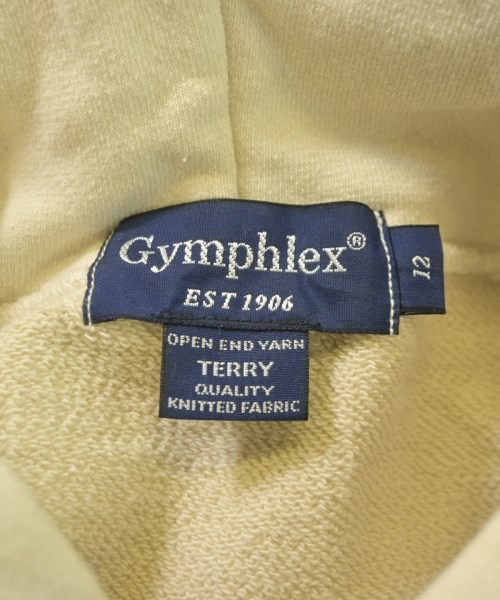 Gymphlex®
EST 1906
12
OPEN END YARN
TERRY
QUALITY
KNITTED FABRIC